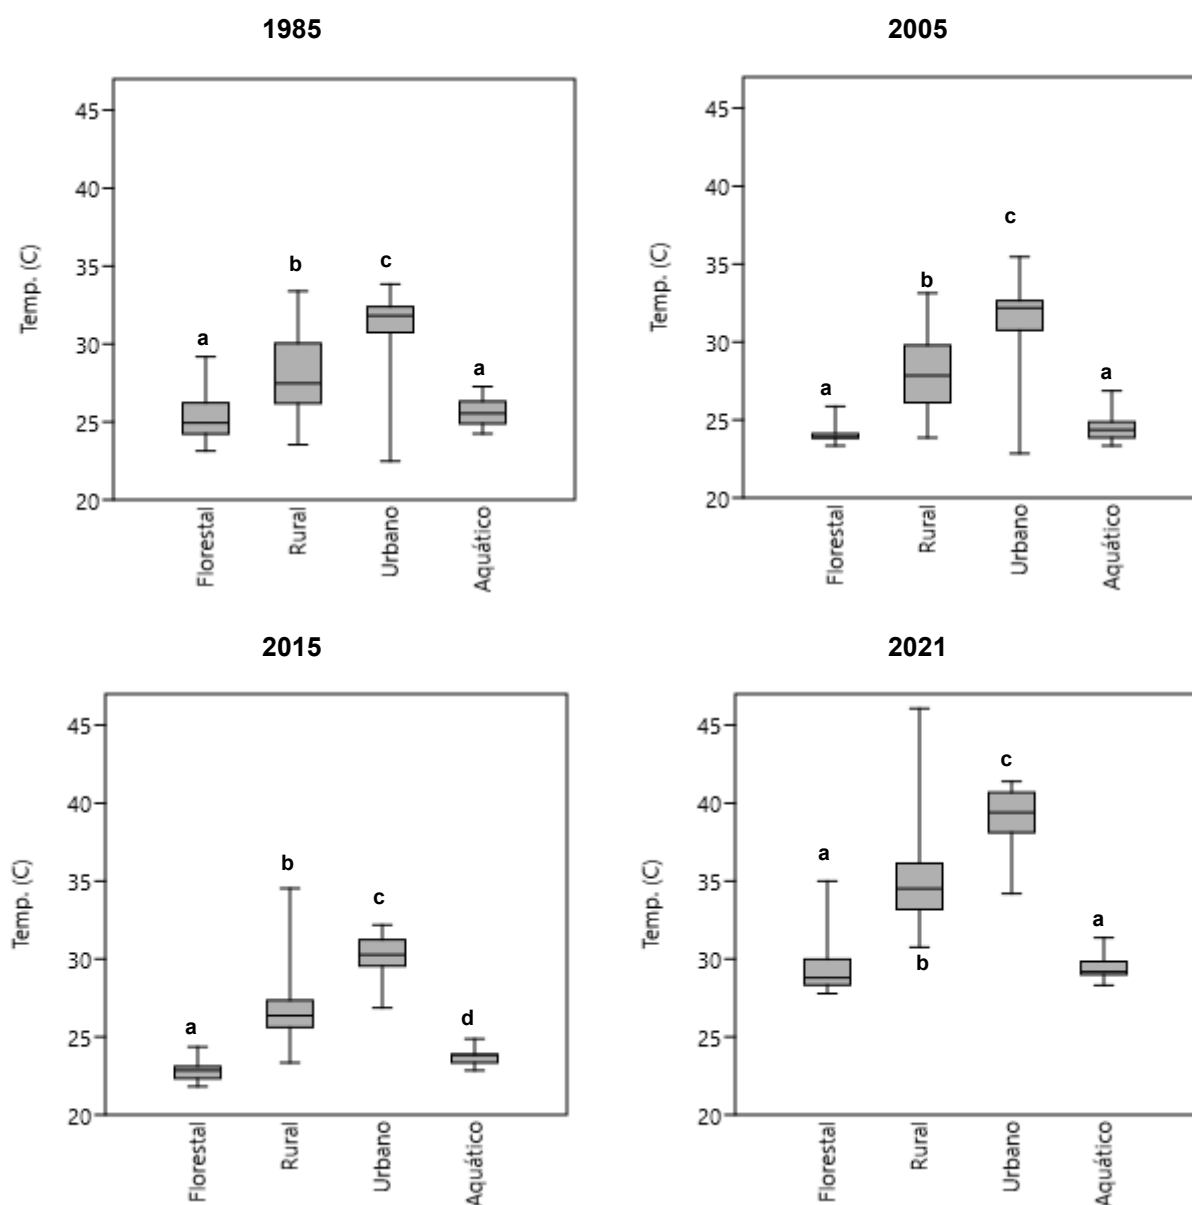 1985
45
40
35
30
25
20
Temp. (C)
a
b
c
a
Florestal
Rural
Urbano
Aquático
2005
45
40
35
30
25
20
Temp. (C)
a
b
c
a
Florestal
Rural
Urbano
Aquático
2015
45
40
35
30
25
20
Temp. (C)
a
b
c
d
Florestal
Rural
Urbano
Aquático
2021
45
40
35
30
25
20
Temp. (C)
a
b
c
a
Florestal
Rural
Urbano
Aquático